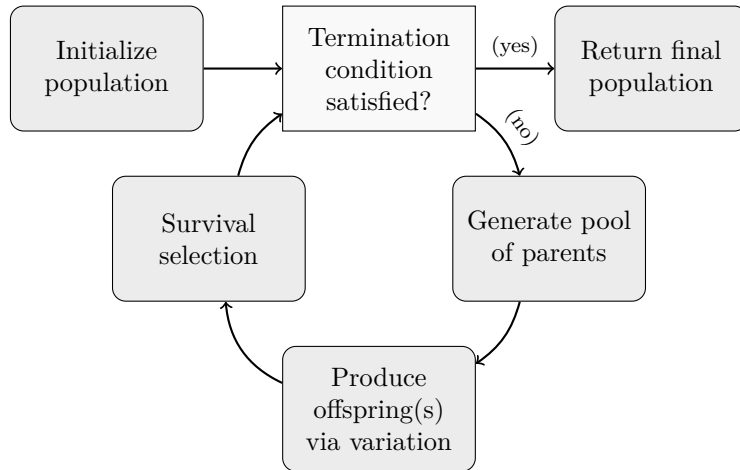 Initialize
population
Termination
condition
satisfied?
(yes)
Return final
population
(no)
Generate pool
of parents
Produce
offspring(s)
via variation
Survival
selection